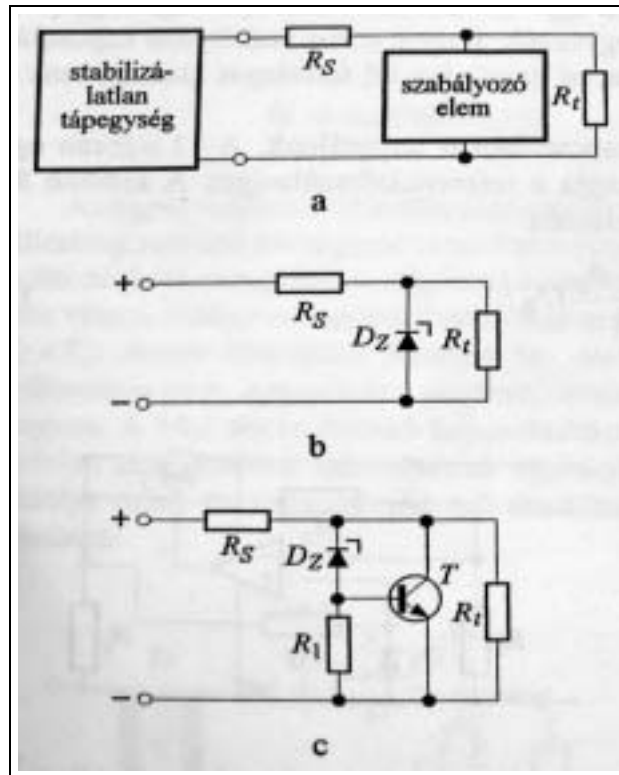 R_S
stabilizá-
latlan
tápegység
szabályozó
elem
R_t
a
+
R_S
D_Z
R_t
−
b
+
R_S
D_Z
T
R_1
R_t
−
c